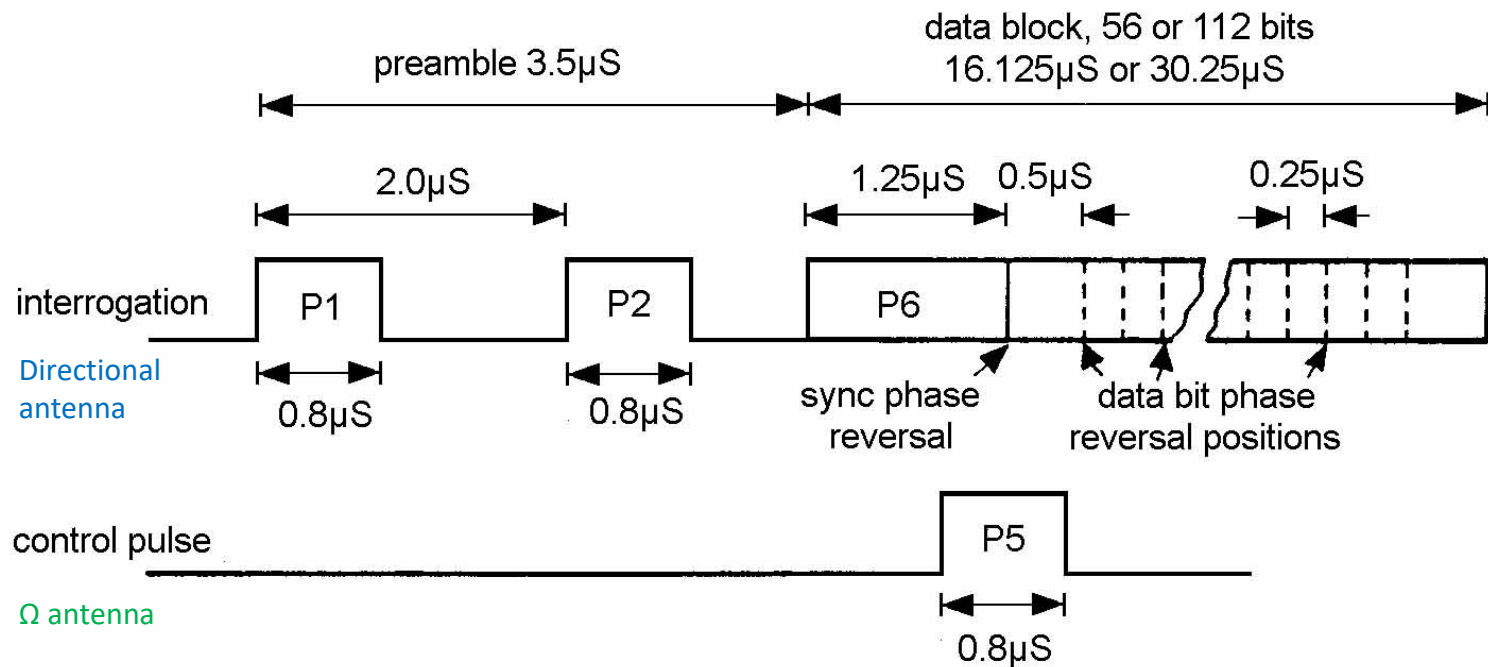 preamble 3.5µS
data block, 56 or 112 bits
16.125µS or 30.25µS
2.0µS
1.25µS
0.5µS
0.25µS
interrogation
P1
P2
P6
Directional
antenna
0.8µS
0.8µS
sync phase
reversal
data bit phase
reversal positions
control pulse
P5
Ω antenna
0.8µS